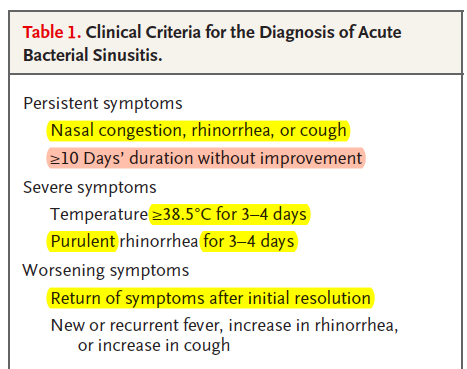 Table 1. Clinical Criteria for the Diagnosis of Acute
Bacterial Sinusitis.
Persistent symptoms
Nasal congestion, rhinorrhea, or cough
≥10 Days’ duration without improvement
Severe symptoms
Temperature ≥38.5°C for 3–4 days
Purulent rhinorrhea for 3–4 days
Worsening symptoms
Return of symptoms after initial resolution
New or recurrent fever, increase in rhinorrhea,
or increase in cough